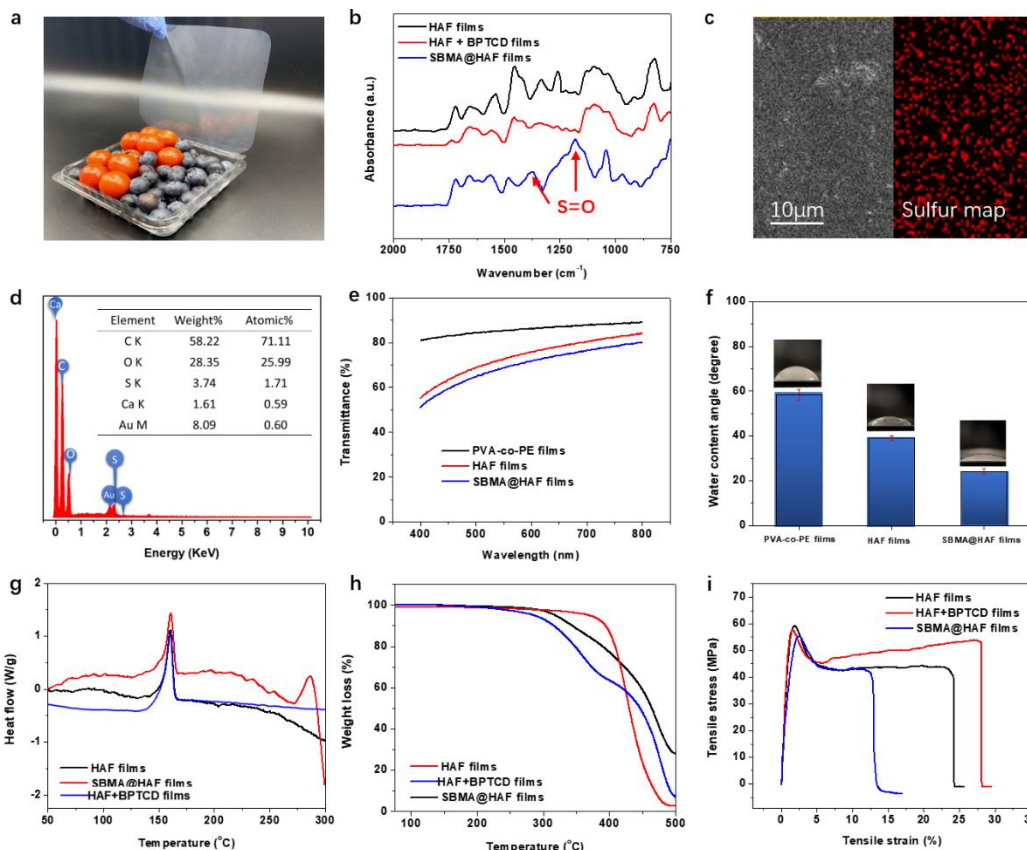 a
b
HAF films
HAF + BPTCD films
SBMA@HAF films
S=O
Absorbance (a.u.)
2000 1750 1500 1250 1000 750
Wavenumber (cm⁻¹)
c
10μm
Sulfur map
d
Ca
C
O
Au
S
S
Element Weight% Atomic%
C K 58.22 71.11
O K 28.35 25.99
S K 3.74 1.71
Ca K 1.61 0.59
Au M 8.09 0.60
0 1 2 3 4 5 6 7 8 9 10
Energy (KeV)
e
100
80
60
40
20
0
Transmittance (%)
PVA-co-PE films
HAF films
SBMA@HAF films
400 500 600 700 800
Wavelength (nm)
f
100
80
60
40
20
0
Water content angle (degree)
PVA-co-PE films HAF films SBMA@HAF films
g
2
1
0
-1
-2
Heat flow (W/g)
HAF films
SBMA@HAF films
HAF+BPTCD films
50 100 150 200 250 300
Temperature (°C)
h
100
80
60
40
20
0
Weight loss (%)
HAF films
HAF+BPTCD films
SBMA@HAF films
100 200 300 400 500
Temperature (°C)
i
70
60
50
40
30
20
10
0
Tensile stress (MPa)
HAF films
HAF+BPTCD films
SBMA@HAF films
0 5 10 15 20 25 30
Tensile strain (%)